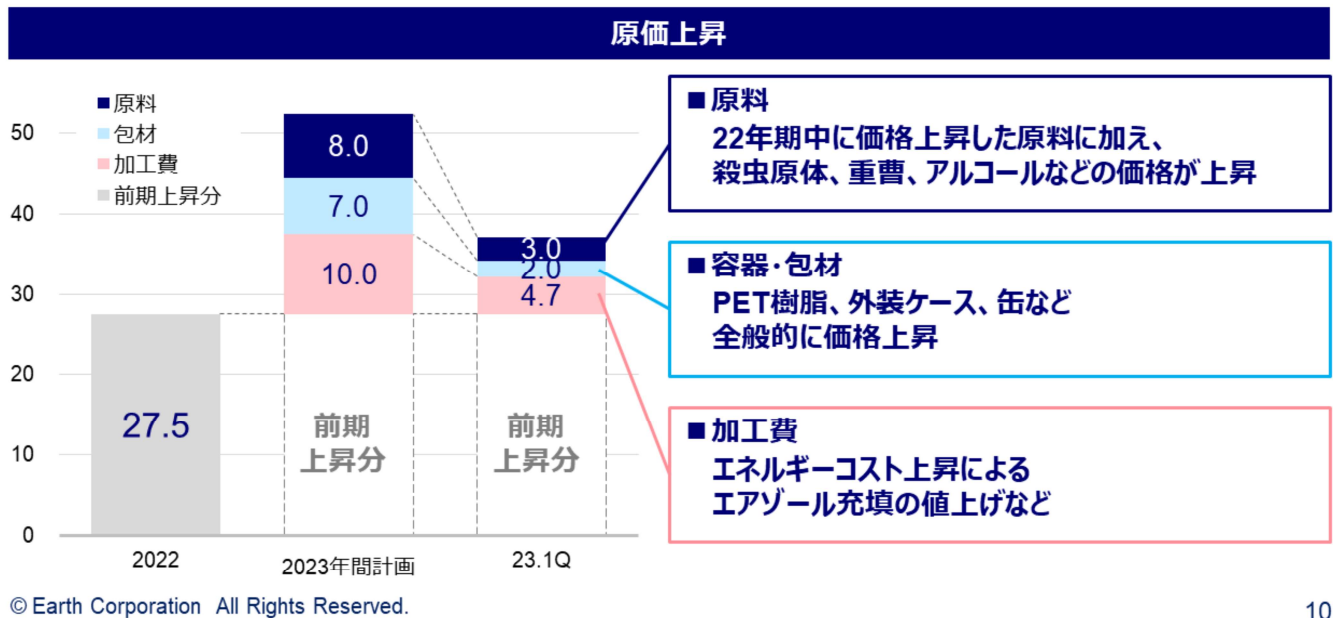 原価上昇
■原料
■包材
■加工費
■前期上昇分
50
40
30
20
10
0
27.5
8.0
7.0
10.0
前期
上昇分
3.0
2.0
4.7
前期
上昇分
2022
2023年間計画
23.1Q
■原料
22年期中に価格上昇した原料に加え、
殺虫原体、重曹、アルコールなどの価格が上昇
■容器・包材
PET樹脂、外装ケース、缶など
全般的に価格上昇
■加工費
エネルギーコスト上昇による
エアゾール充填の値上げなど
© Earth Corporation All Rights Reserved.
10